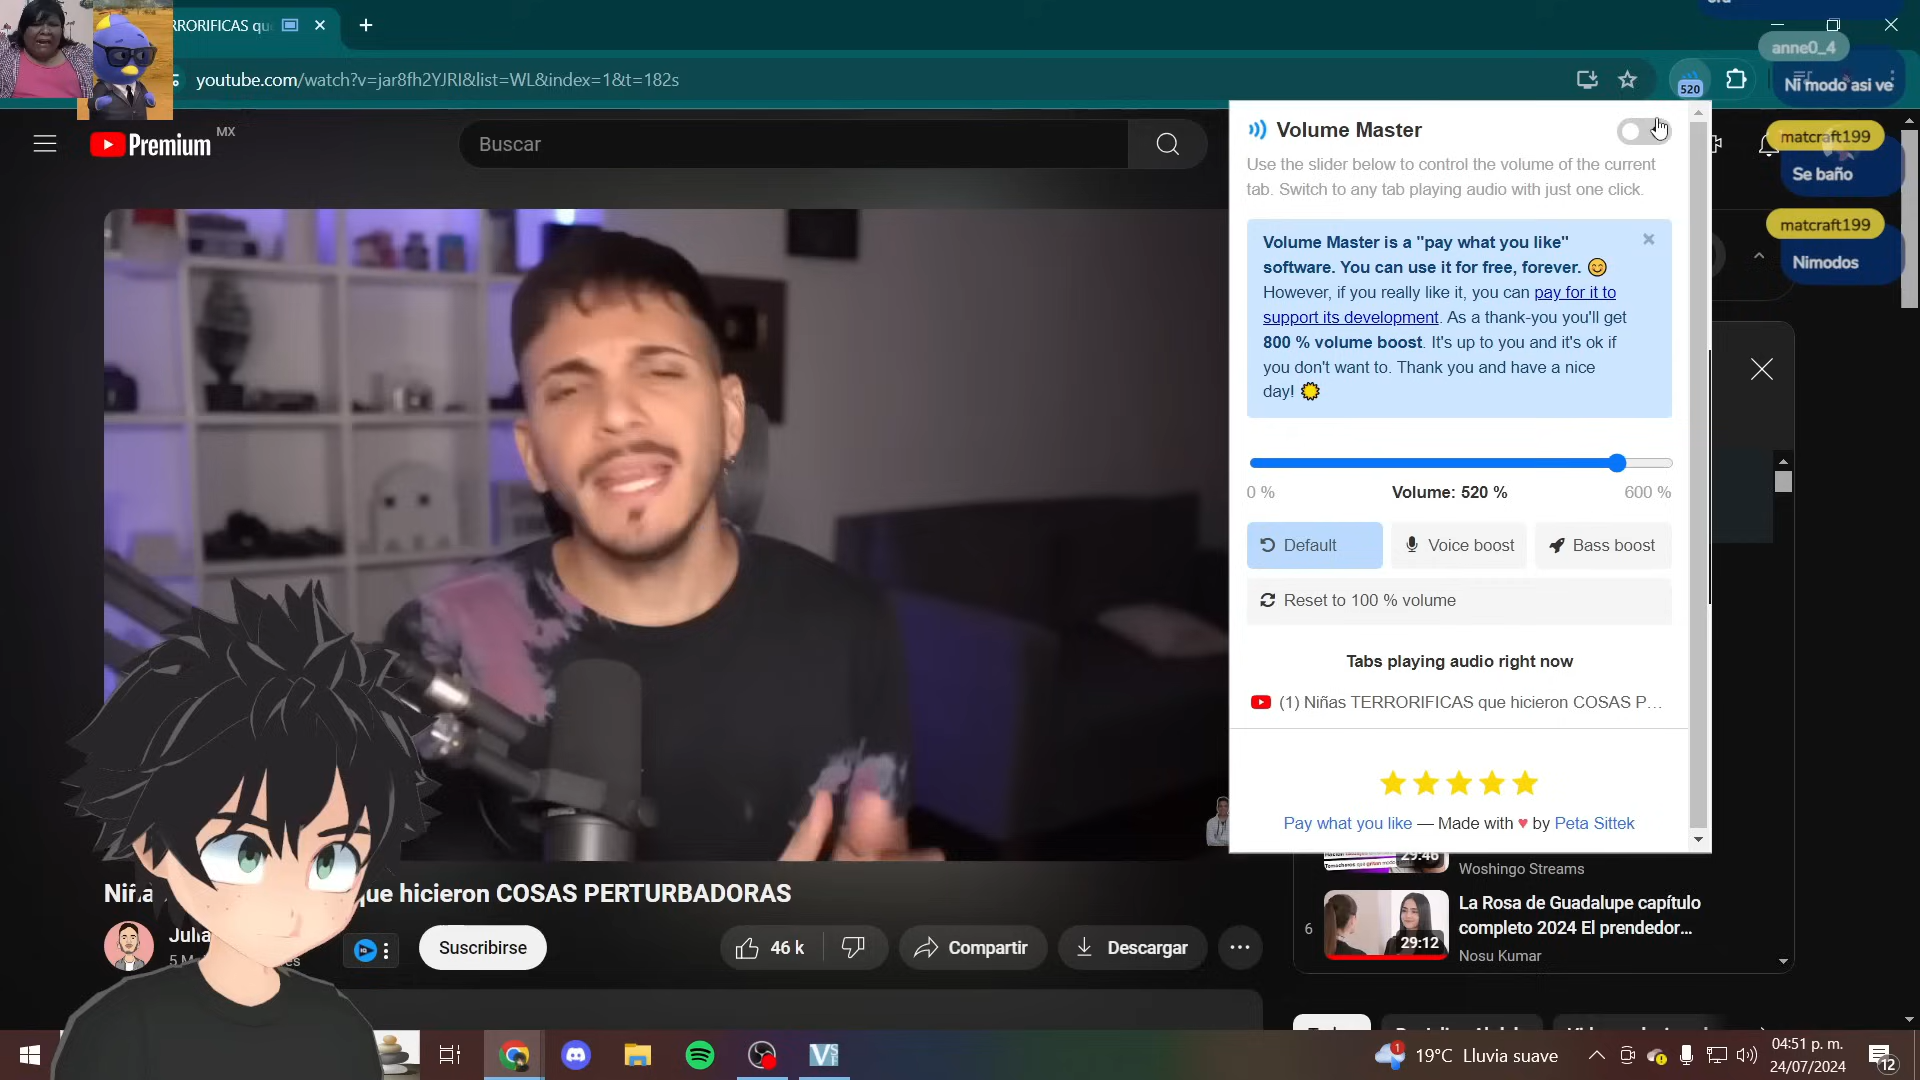 RRORIFICAS qu
youtube.com/watch?v=jar8fh2YJRI&list=WL&index=1&t=182s
520
anne0_4
Ni modo asi ve
matcraft199
Se baño
matcraft199
Nimodos
Premium
MX
Buscar
Volume Master
Use the slider below to control the volume of the current
tab. Switch to any tab playing audio with just one click.
Volume Master is a "pay what you like"
software. You can use it for free, forever. 😊
However, if you really like it, you can pay for it to
support its development. As a thank-you you'll get
800 % volume boost. It's up to you and it's ok if
you don't want to. Thank you and have a nice
day!
0 %
Volume: 520 %
600 %
Default
Voice boost
Bass boost
Reset to 100 % volume
Tabs playing audio right now
(1) Niñas TERRORIFICAS que hicieron COSAS P…
Pay what you like — Made with ♥ by Peta Sittek
29:46
Woshingo Streams
6
29:12
La Rosa de Guadalupe capítulo
completo 2024 El prendedor...
Nosu Kumar
que hicieron COSAS PERTURBADORAS
Suscribirse
46 k
Compartir
Descargar
1
19°C Lluvia suave
04:51 p. m.
24/07/2024
12